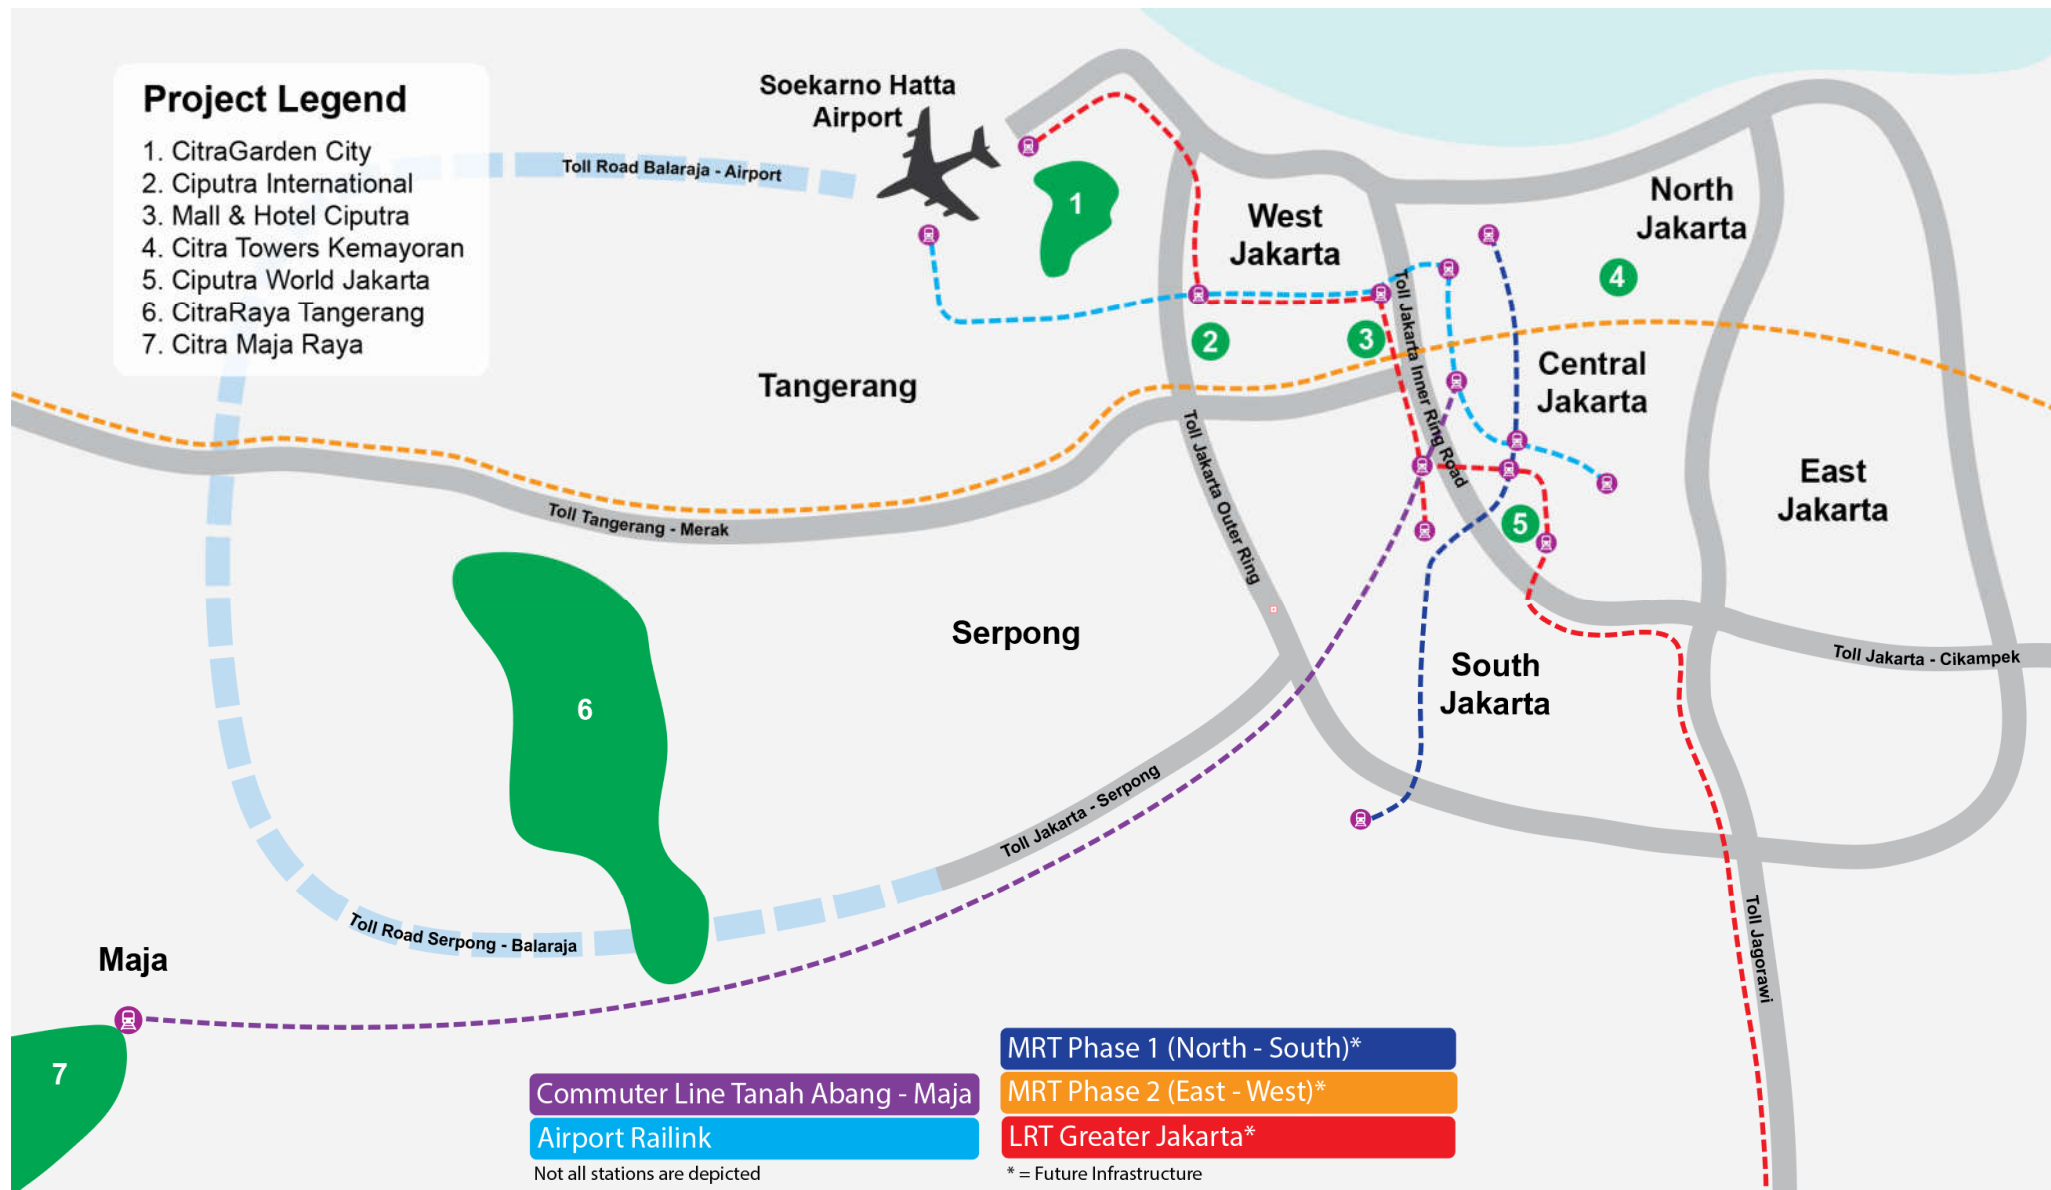 Project Legend
1. CitraGarden City
2. Ciputra International
3. Mall & Hotel Ciputra
4. Citra Towers Kemayoran
5. Ciputra World Jakarta
6. CitraRaya Tangerang
7. Citra Maja Raya
Soekarno Hatta
Airport
Toll Road Balaraja - Airport
1
West
Jakarta
North
Jakarta
4
2
3
Toll Jakarta Inner Ring Road
Central
Jakarta
Tangerang
Toll Jakarta Outer Ring
East
Jakarta
Toll Tangerang - Merak
5
Serpong
South
Jakarta
Toll Jakarta - Cikampek
6
Toll Jakarta - Serpong
Toll Road Serpong - Balaraja
Toll Jagorawi
Maja
7
Commuter Line Tanah Abang - Maja
Airport Railink
Not all stations are depicted
MRT Phase 1 (North - South)*
MRT Phase 2 (East - West)*
LRT Greater Jakarta*
* = Future Infrastructure